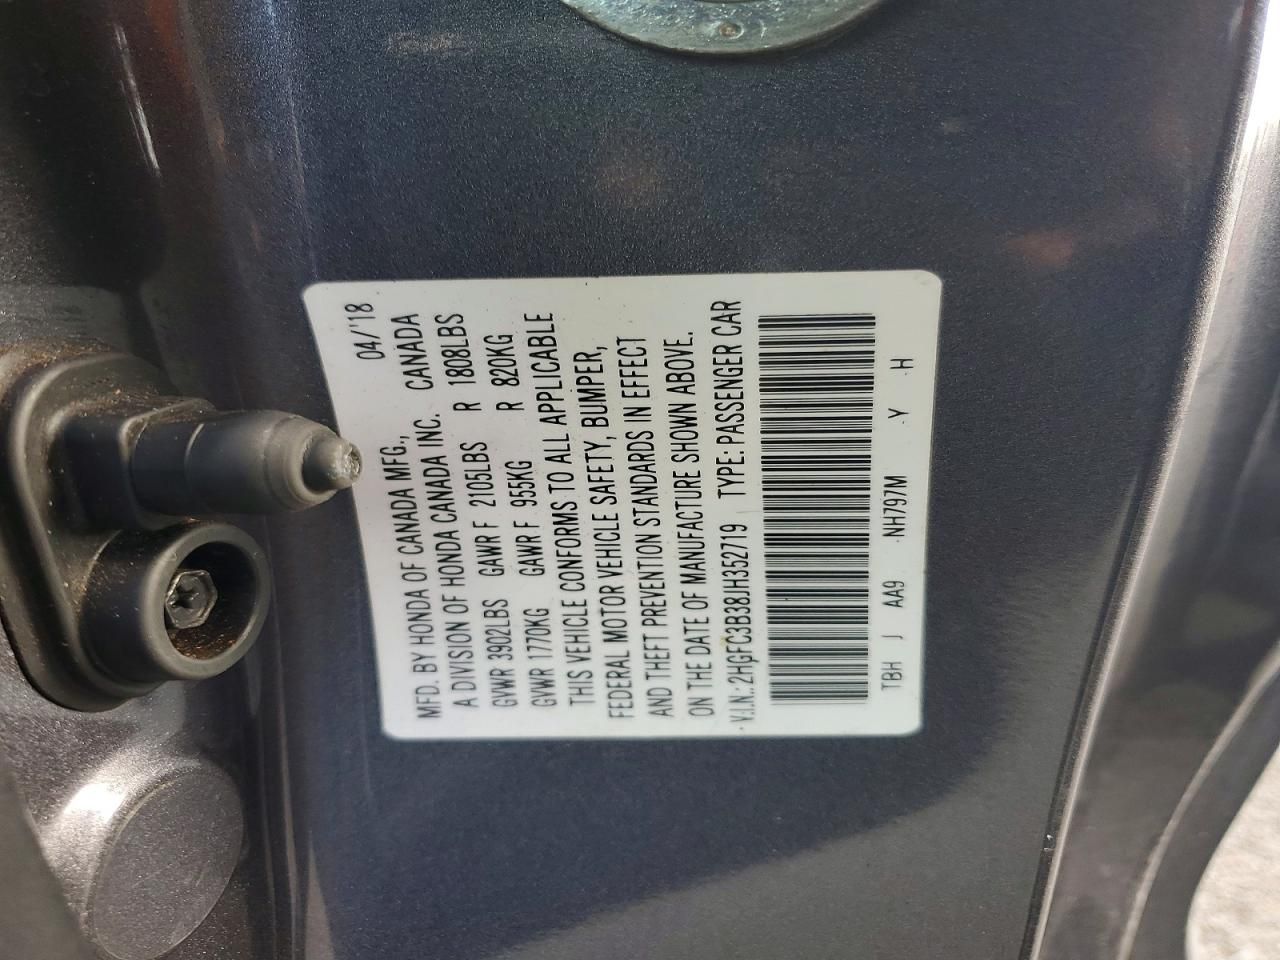 MFD. BY HONDA OF CANADA MFG., 04/'18
A DIVISION OF HONDA CANADA INC. CANADA
GVWR 3902LBS GAWR F 2105LBS R 1808LBS
GVWR 1770KG GAWR F 955KG R 820KG
THIS VEHICLE CONFORMS TO ALL APPLICABLE
FEDERAL MOTOR VEHICLE SAFETY, BUMPER,
AND THEFT PREVENTION STANDARDS IN EFFECT
ON THE DATE OF MANUFACTURE SHOWN ABOVE.
V.I.N.: 2HGFC3B38JH352719 TYPE: PASSENGER CAR
TBH J AA9 -NH797M -Y -H